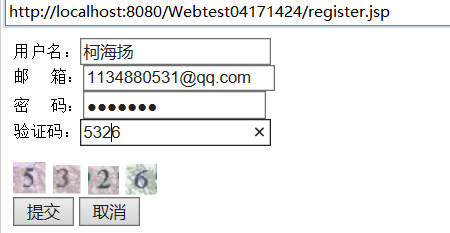 http://localhost:8080/Webtest04171424/register.jsp
用户名：柯海扬
邮 箱：1134880531@qq.com
密 码：●●●●●●●
验证码：5326 ×
5 3 2 6
提交 取消